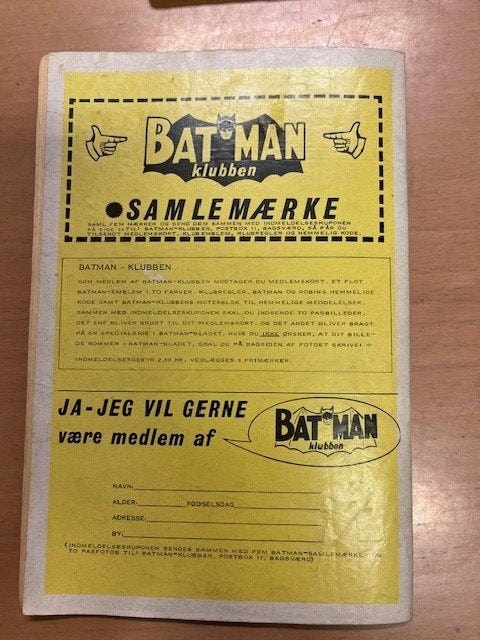 BATMAN
klubben
SAMLEMÆRKE
SAML FEM MÆRKER OG SEND DEM SAMMEN MED INDMELDELSESKUPONEN
PÅ SIDE 34 TIL: BATMAN-KLUBBEN, POSTBOX 11, BAGSVÆRD, SÅ FÅR DU
TILSENDT MEDLEMSKORT, KLUBEMBLEM, KLUBREGLER OG HEMMELIG KODE.
BATMAN - KLUBBEN
SOM MEDLEM AF BATMAN-KLUBBEN MODTAGER DU MEDLEMSKORT, ET FLOT
BATMAN-EMBLEM I TO FARVER, KLUBREGLER, BATMAN OG ROBINS HEMMELIGE
KODE SAMT BATMAN-KLUBBENS NOTESBLOK TIL HEMMELIGE MEDDELELSER.
SAMMEN MED INDMELDELSESKUPONEN SKAL DU INDSENDE TO PASBILLEDER.
DET ENE BLIVER BRUGT TIL DIT MEDLEMSKORT, OG DET ANDET BLIVER BRAGT
PÅ EN SPECIALSIDE I BATMAN-BLADET. HVIS DU IKKE ØNSKER, AT DIT BILLE-
DE KOMMER I BATMAN-BLADET, SKAL DU PÅ BAGSIDEN AF FOTOET SKRIVE: ÷
INDMELDELSESGEBYR 2.50 KR. VEDLÆGGES I FRIMÆRKER.
JA-JEG VIL GERNE
være medlem af
BATMAN
klubben
NAVN:
ALDER: FØDSELSDAG
ADRESSE:
BY:
(INDMELDELSESKUPONEN SENDES SAMMEN MED FEM BATMAN-SAMLEMÆRKE- OG
TO PASFOTOS TIL: BATMAN-KLUBBEN, POSTBOX 11, BAGSVÆRD)